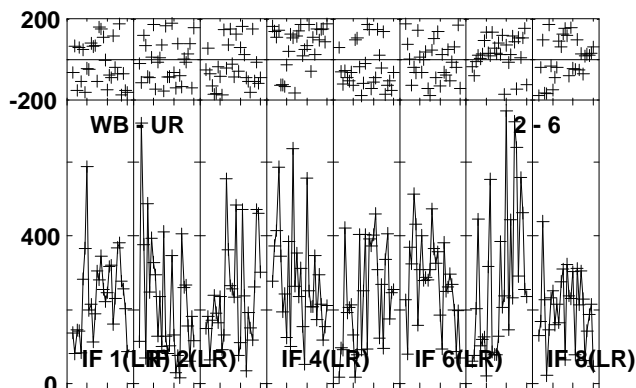 200
-200
WB - UR
2 - 6
400
0
IF 1(LR)
IF 2(LR)
IF 4(LR)
IF 6(LR)
IF 8(LR)